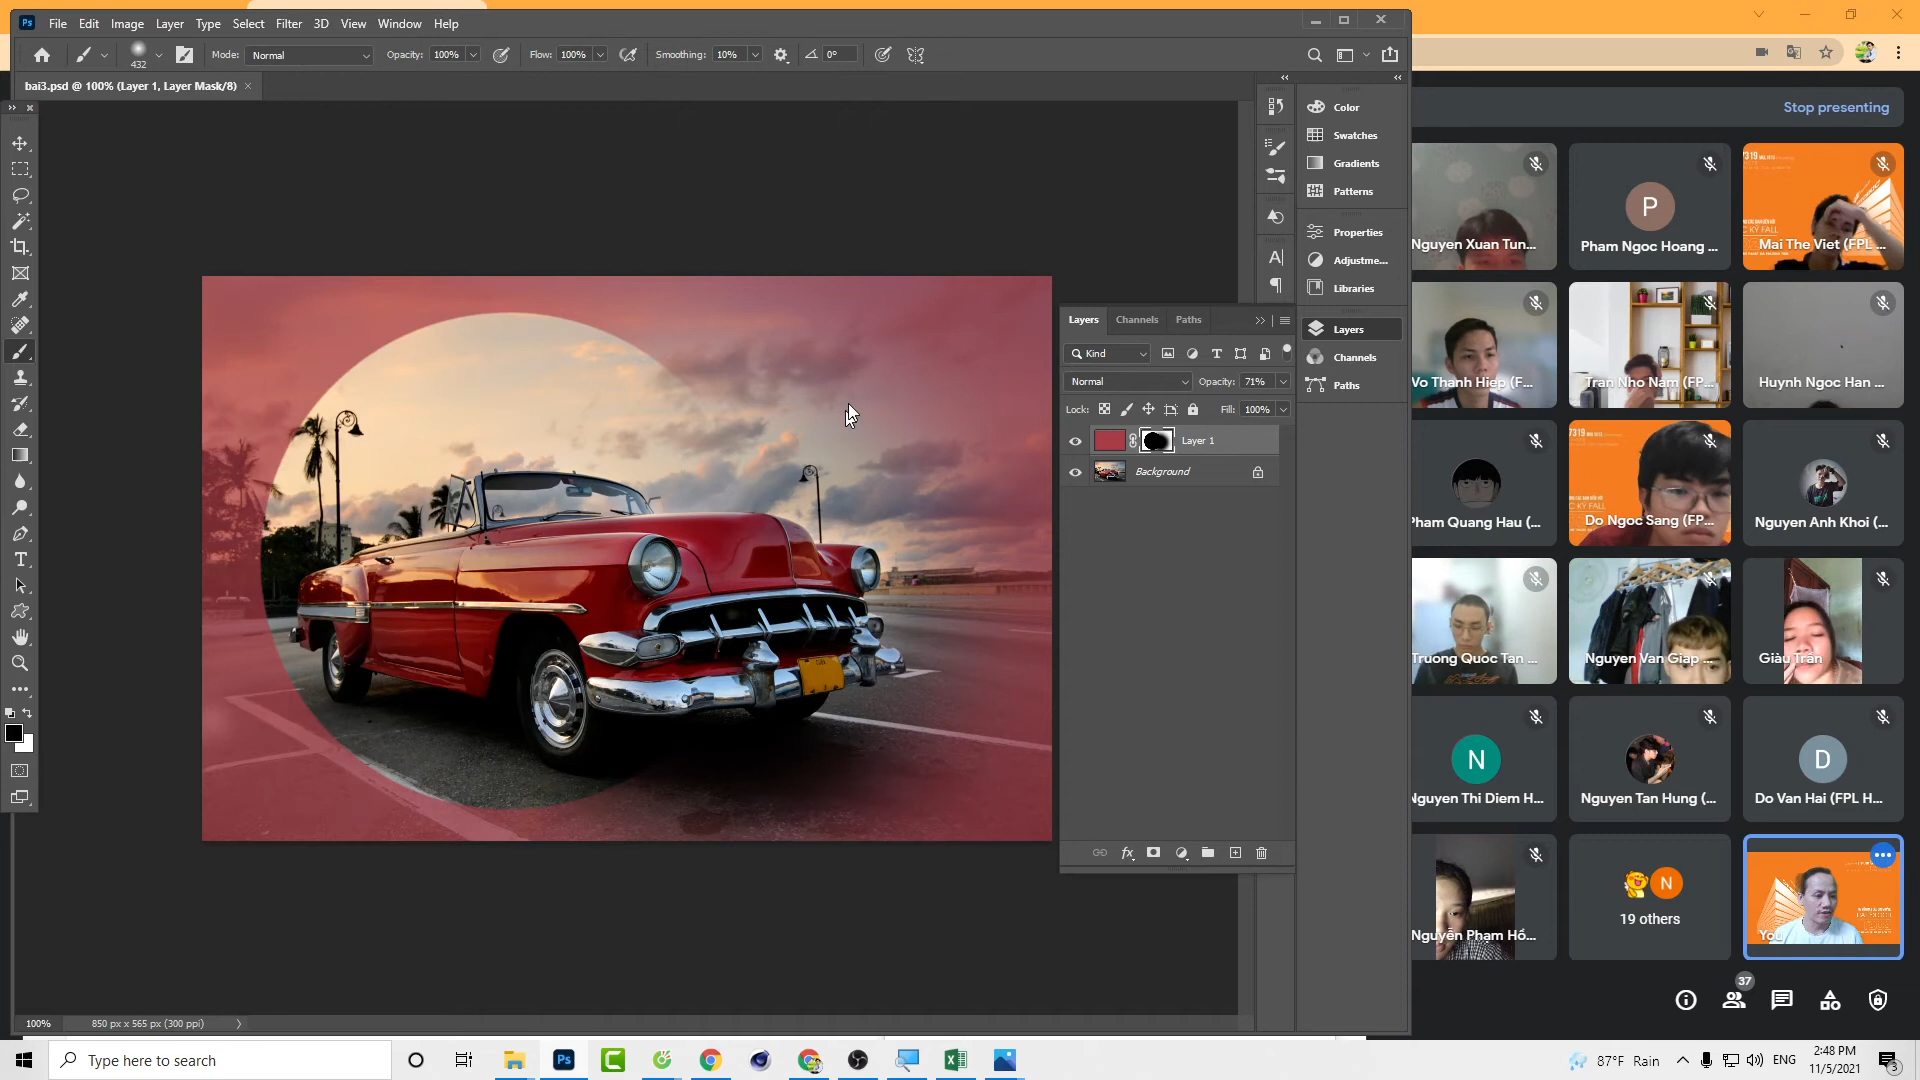 Ps File Edit Image Layer Type Select Filter 3D View Window Help
432 Mode: Normal Opacity: 100% Flow: 100% Smoothing: 10% 0°
bai3.psd @ 100% (Layer 1, Layer Mask/8)
Color
Swatches
Gradients
Patterns
Properties
Adjustme...
Libraries
Layers
Channels
Paths
Layers Channels Paths
Kind
Normal Opacity: 71%
Lock: Fill: 100%
Layer 1
Background
fx
100% 850 px x 565 px (300 ppi)
Stop presenting
Nguyen Xuan Tun...
P
Pham Ngoc Hoang ...
Mai The Viet (FPL ...
Vo Thanh Hiep (F...
Tran Nho Nam (FP...
Huynh Ngoc Han ...
Pham Quang Hau (...
Do Ngoc Sang (FP...
Nguyen Anh Khoi (...
Truong Quoc Tan ...
Nguyen Van Giap ...
Giàu Trần
N
Nguyen Thi Diem H...
Nguyen Tan Hung (...
D
Do Van Hai (FPL H...
Nguyễn Phạm Hồ...
N
19 others
You
37
Type here to search
Ps
87°F Rain
ENG
2:48 PM
11/5/2021
3